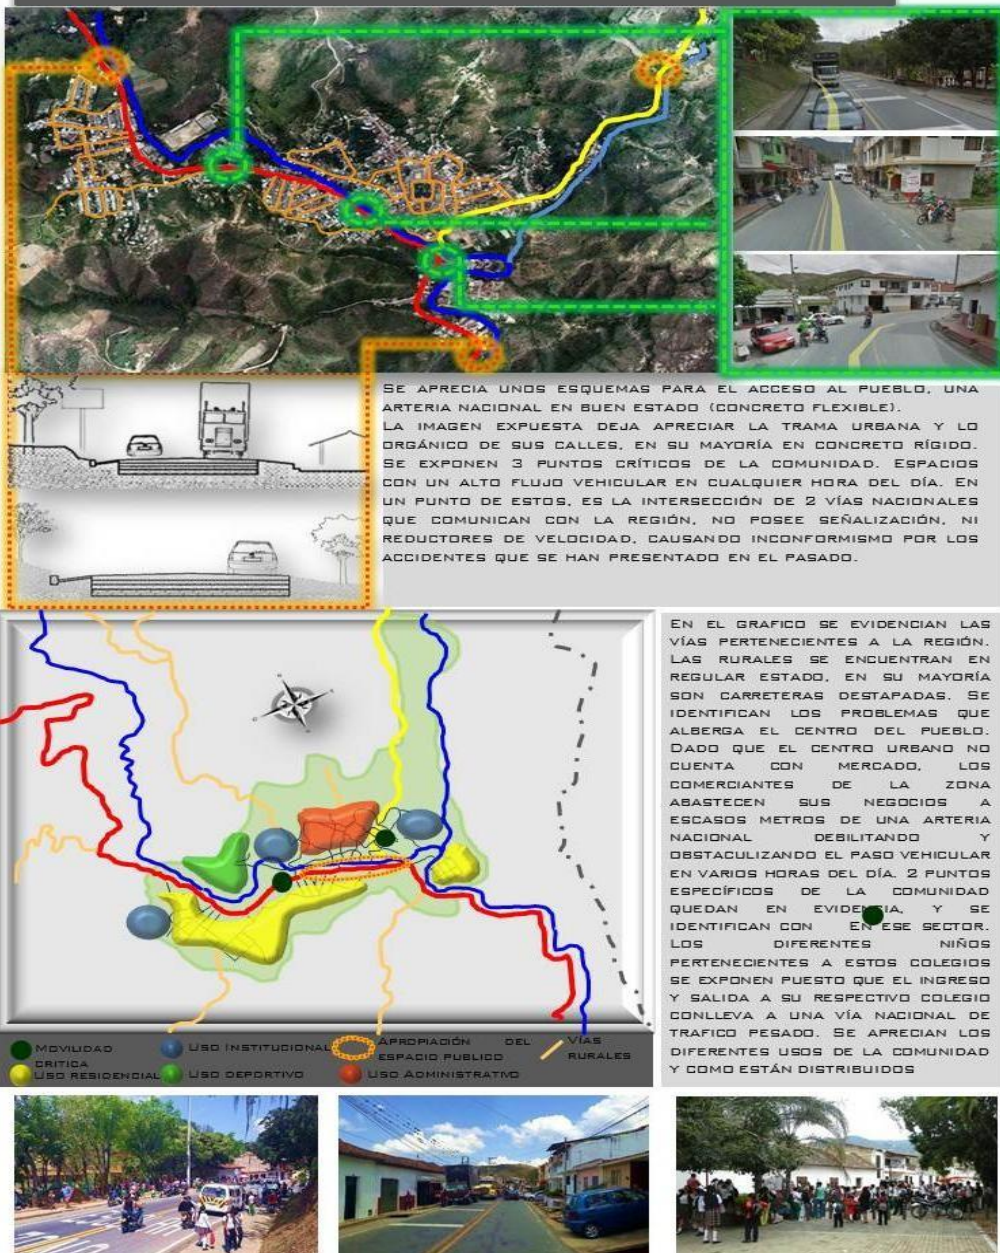 SE APRECIA UNOS ESQUEMAS PARA EL ACCESO AL PUEBLO, UNA
ARTERIA NACIONAL EN BUEN ESTADO (CONCRETO FLEXIBLE).
LA IMAGEN EXPUESTA DEJA APRECIAR LA TRAMA URBANA Y LO
ORGÁNICO DE SUS CALLES, EN SU MAYORÍA EN CONCRETO RÍGIDO.
SE EXPONEN 3 PUNTOS CRÍTICOS DE LA COMUNIDAD. ESPACIOS
CON UN ALTO FLUJO VEHICULAR EN CUALQUIER HORA DEL DÍA. EN
UN PUNTO DE ESTOS, ES LA INTERSECCIÓN DE 2 VÍAS NACIONALES
QUE COMUNICAN CON LA REGIÓN, NO POSEE SEÑALIZACIÓN, NI
REDUCTORES DE VELOCIDAD, CAUSANDO INCONFORMISMO POR LOS
ACCIDENTES QUE SE HAN PRESENTADO EN EL PASADO.
EN EL GRAFICO SE EVIDENCIAN LAS
VÍAS PERTENECIENTES A LA REGIÓN.
LAS RURALES SE ENCUENTRAN EN
REGULAR ESTADO, EN SU MAYORÍA
SON CARRETERAS DESTAPADAS. SE
IDENTIFICAN LOS PROBLEMAS QUE
ALBERGA EL CENTRO DEL PUEBLO.
DADO QUE EL CENTRO URBANO NO
CUENTA CON MERCADO, LOS
COMERCIANTES DE LA ZONA
ABASTECEN SUS NEGOCIOS A
ESCASOS METROS DE UNA ARTERIA
NACIONAL DEBILITANDO Y
OBSTACULIZANDO EL PASO VEHICULAR
EN VARIOS HORAS DEL DÍA. 2 PUNTOS
ESPECÍFICOS DE LA COMUNIDAD
QUEDAN EN EVIDENCIA, Y SE
IDENTIFICAN CON EN ESE SECTOR.
LOS DIFERENTES NIÑOS
PERTENECIENTES A ESTOS COLEGIOS
SE EXPONEN PUESTO QUE EL INGRESO
Y SALIDA A SU RESPECTIVO COLEGIO
CONLLEVA A UNA VÍA NACIONAL DE
TRAFICO PESADO. SE APRECIAN LOS
DIFERENTES USOS DE LA COMUNIDAD
Y COMO ESTÁN DISTRIBUIDOS
MOVILIDAD CRITICA
USO INSTITUCIONAL
APROPIACIÓN DEL
ESPACIO PUBLICO
VÍAS
RURALES
USO RESIDENCIAL
USO DEPORTIVO
USO ADMINISTRATIVO